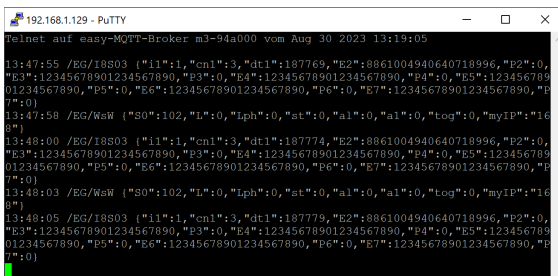 192.168.1.129 - PuTTY
Telnet auf easy-MQTT-Broker m3-94a000 vom Aug 30 2023 13:19:05
13:47:55 /EG/I8S03 {"i1":1,"cn1":3,"dt1":187769,"E2":8861004940640718996,"P2":0,
"E3":12345678901234567890,"P3":0,"E4":12345678901234567890,"P4":0,"E5":123456789
01234567890,"P5":0,"E6":12345678901234567890,"P6":0,"E7":12345678901234567890,"P
7":0}
13:47:58 /EG/WsW {"S0":102,"L":0,"Lph":0,"st":0,"al":0,"a1":0,"tog":0,"myIP":"16
8"}
13:48:00 /EG/I8S03 {"i1":1,"cn1":3,"dt1":187774,"E2":8861004940640718996,"P2":0,
"E3":12345678901234567890,"P3":0,"E4":12345678901234567890,"P4":0,"E5":123456789
01234567890,"P5":0,"E6":12345678901234567890,"P6":0,"E7":12345678901234567890,"P
7":0}
13:48:03 /EG/WsW {"S0":102,"L":0,"Lph":0,"st":0,"al":0,"a1":0,"tog":0,"myIP":"16
8"}
13:48:05 /EG/I8S03 {"i1":1,"cn1":3,"dt1":187779,"E2":8861004940640718996,"P2":0,
"E3":12345678901234567890,"P3":0,"E4":12345678901234567890,"P4":0,"E5":123456789
01234567890,"P5":0,"E6":12345678901234567890,"P6":0,"E7":12345678901234567890,"P
7":0}